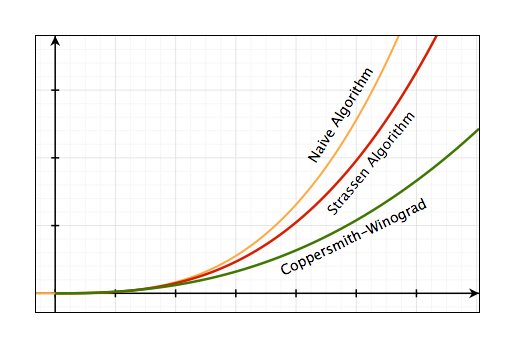 Naive Algorithm
Strassen Algorithm
Coppersmith–Winograd